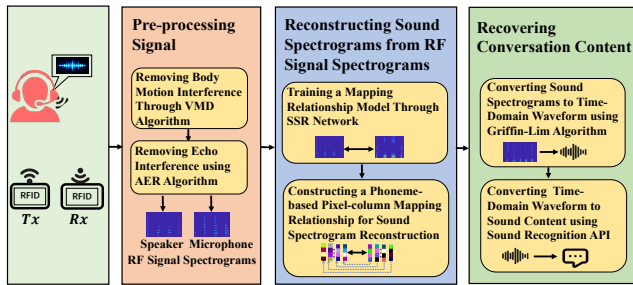 RFID
RFID
Tx
Rx
Pre-processing
Signal
Removing Body
Motion Interference
Through VMD
Algorithm
Removing Echo
Interference using
AER Algorithm
Speaker Microphone
RF Signal Spectrograms
Reconstructing Sound
Spectrograms from RF
Signal Spectrograms
Training a Mapping
Relationship Model Through
SSR Network
Constructing a Phoneme-
based Pixel-column Mapping
Relationship for Sound
Spectrogram Reconstruction
Recovering
Conversation Content
Converting Sound
Spectrograms to Time-
Domain Waveform using
Griffin-Lim Algorithm
Converting Time-
Domain Waveform to
Sound Content using
Sound Recognition API